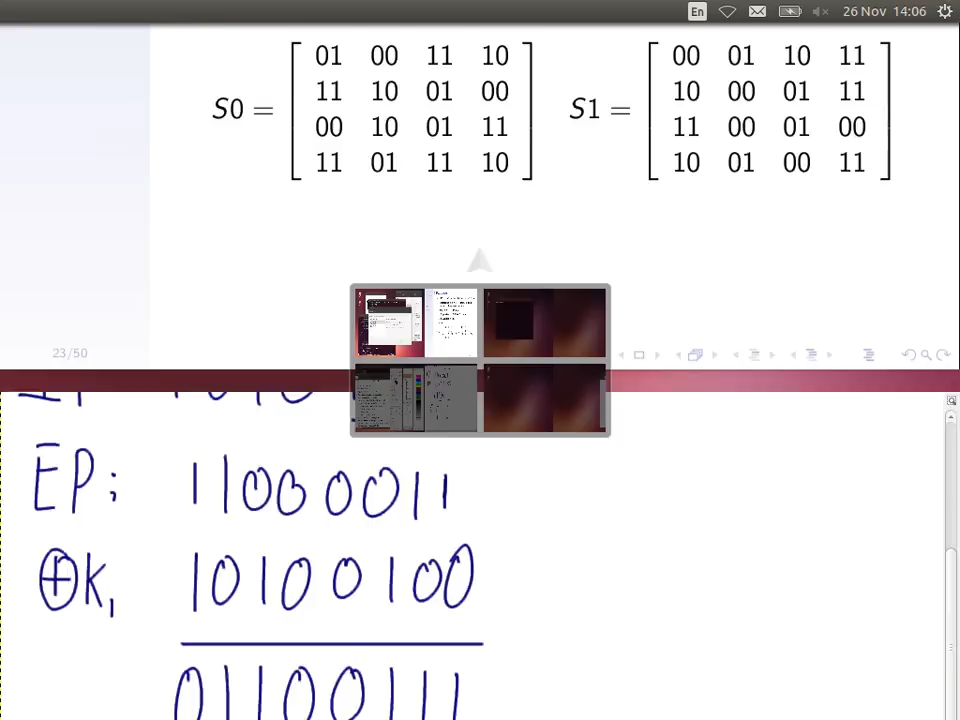 En 26 Nov 14:06
S0 = 01 00 11 10
11 10 01 00
00 10 01 11
11 01 11 10
S1 = 00 01 10 11
10 00 01 11
11 00 01 00
10 01 00 11
23/50
EP: 11000011
⊕K₁ 10100100
01100111